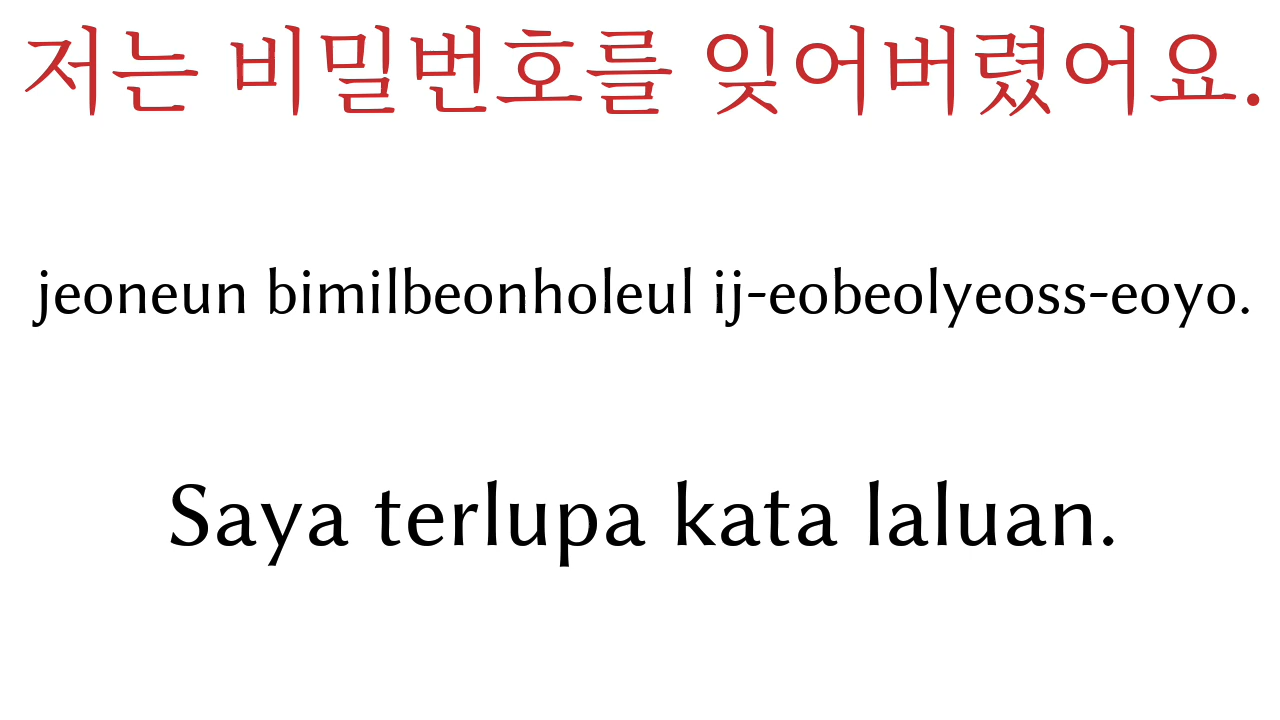 저는 비밀번호를 잊어버렸어요.
jeoneun bimilbeonholeul ij-eobeolyeoss-eoyo.
Saya terlupa kata laluan.